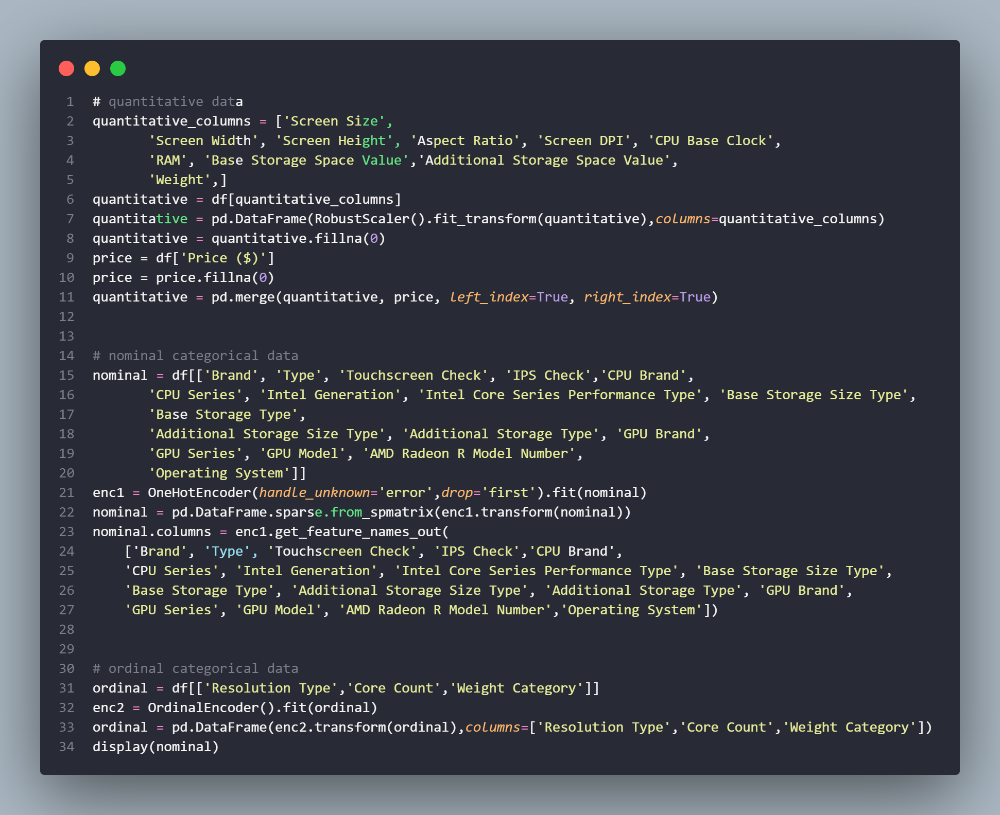 1 # quantitative data
2 quantitative_columns = ['Screen Size',
3        'Screen Width', 'Screen Height', 'Aspect Ratio', 'Screen DPI', 'CPU Base Clock',
4        'RAM', 'Base Storage Space Value','Additional Storage Space Value',
5        'Weight',]
6 quantitative = df[quantitative_columns]
7 quantitative = pd.DataFrame(RobustScaler().fit_transform(quantitative),columns=quantitative_columns)
8 quantitative = quantitative.fillna(0)
9 price = df['Price ($)']
10 price = price.fillna(0)
11 quantitative = pd.merge(quantitative, price, left_index=True, right_index=True)
12
13
14 # nominal categorical data
15 nominal = df[['Brand', 'Type', 'Touchscreen Check', 'IPS Check','CPU Brand',
16        'CPU Series', 'Intel Generation', 'Intel Core Series Performance Type', 'Base Storage Size Type',
17        'Base Storage Type',
18        'Additional Storage Size Type', 'Additional Storage Type', 'GPU Brand',
19        'GPU Series', 'GPU Model', 'AMD Radeon R Model Number',
20        'Operating System']]
21 enc1 = OneHotEncoder(handle_unknown='error',drop='first').fit(nominal)
22 nominal = pd.DataFrame.sparse.from_spmatrix(enc1.transform(nominal))
23 nominal.columns = enc1.get_feature_names_out(
24     ['Brand', 'Type', 'Touchscreen Check', 'IPS Check','CPU Brand',
25     'CPU Series', 'Intel Generation', 'Intel Core Series Performance Type', 'Base Storage Size Type',
26     'Base Storage Type', 'Additional Storage Size Type', 'Additional Storage Type', 'GPU Brand',
27     'GPU Series', 'GPU Model', 'AMD Radeon R Model Number','Operating System'])
28
29
30 # ordinal categorical data
31 ordinal = df[['Resolution Type','Core Count','Weight Category']]
32 enc2 = OrdinalEncoder().fit(ordinal)
33 ordinal = pd.DataFrame(enc2.transform(ordinal),columns=['Resolution Type','Core Count','Weight Category'])
34 display(nominal)